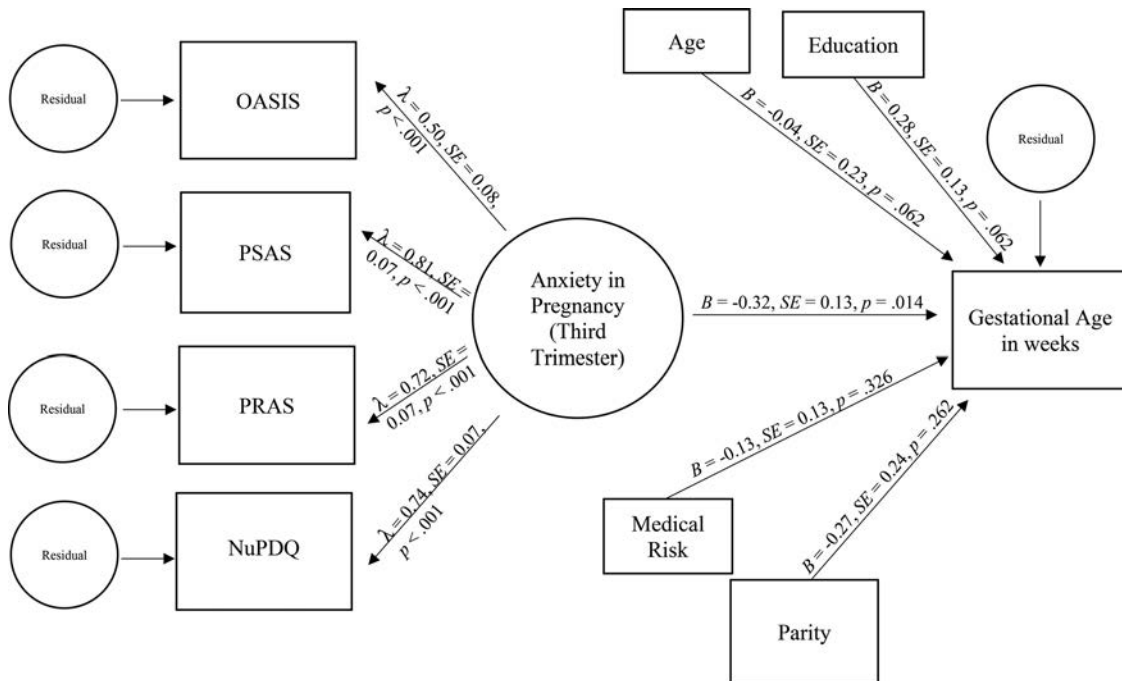 Residual
OASIS
λ = 0.50, SE = 0.08,
p < .001
Residual
PSAS
λ = 0.81, SE =
0.07, p < .001
Residual
PRAS
λ = 0.72, SE =
0.07, p < .001
Residual
NuPDQ
λ = 0.74, SE = 0.07,
p < .001
Anxiety in
Pregnancy
(Third
Trimester)
Age
B = -0.04, SE = 0.23, p = .062
Education
B = 0.28, SE = 0.13, p = .062
Residual
B = -0.32, SE = 0.13, p = .014
Gestational Age
in weeks
B = -0.13, SE = 0.13, p = .326
Medical
Risk
B = -0.27, SE = 0.24, p = .262
Parity